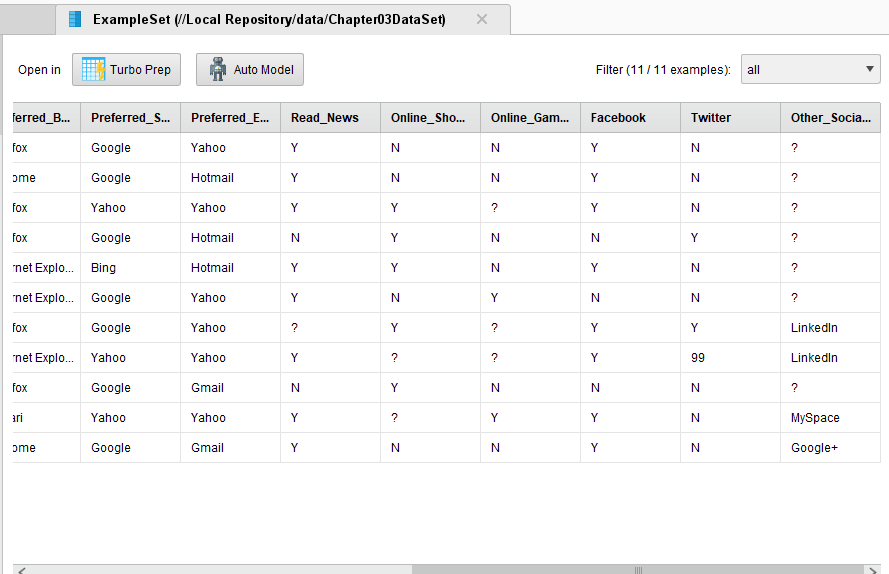 ExampleSet (//Local Repository/data/Chapter03DataSet)
Open in Turbo Prep Auto Model Filter (11 / 11 examples): all
ferred_B... Preferred_S... Preferred_E... Read_News Online_Sho... Online_Gam... Facebook Twitter Other_Socia...
fox Google Yahoo Y N N Y N ?
ome Google Hotmail Y N N Y N ?
fox Yahoo Yahoo Y Y ? Y N ?
fox Google Hotmail N Y N N Y ?
rnet Explo... Bing Hotmail Y Y N Y N ?
rnet Explo... Google Yahoo Y N Y N N ?
fox Google Yahoo ? Y ? Y Y LinkedIn
rnet Explo... Yahoo Yahoo Y ? ? Y 99 LinkedIn
fox Google Gmail N Y N N N ?
ari Yahoo Yahoo Y ? Y Y N MySpace
ome Google Gmail Y N N Y N Google+